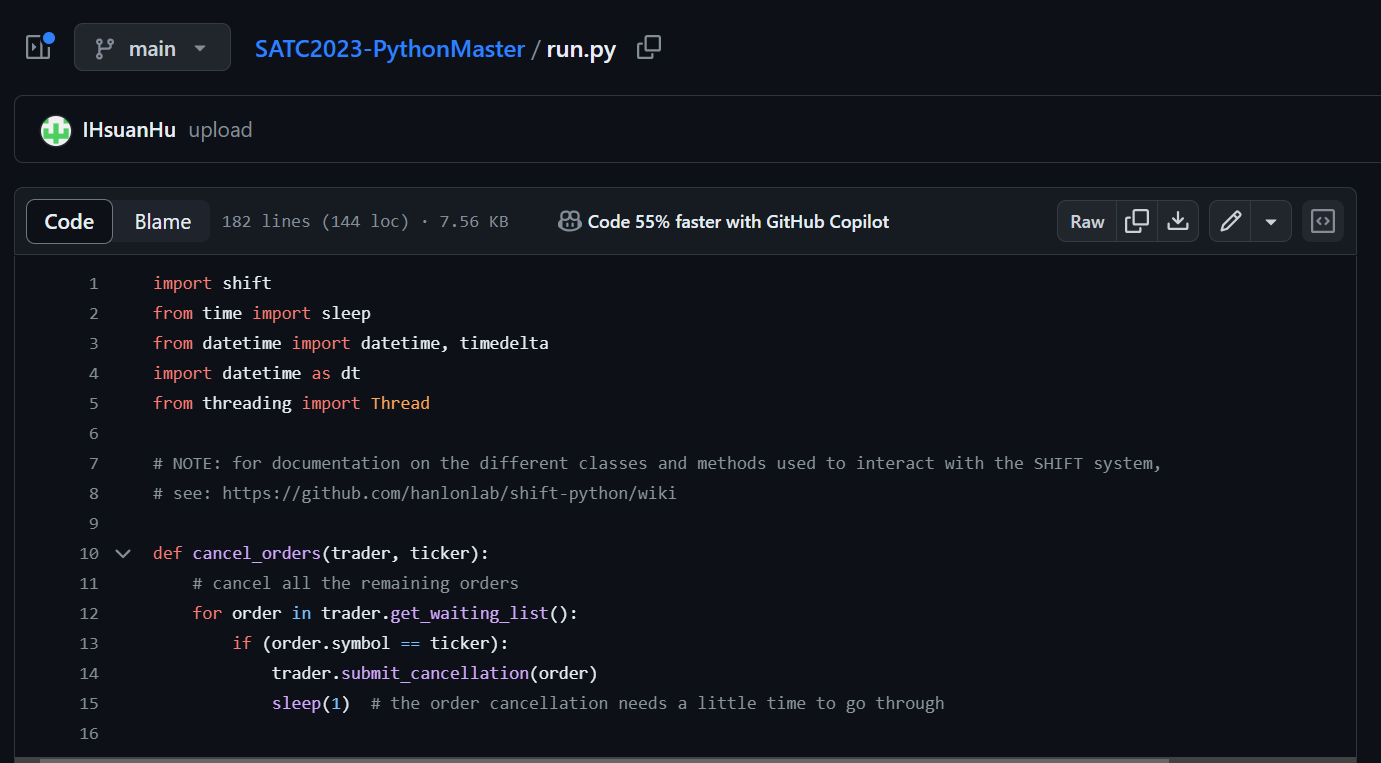 main
SATC2023-PythonMaster / run.py
IHsuanHu upload
Code Blame 182 lines (144 loc) · 7.56 KB Code 55% faster with GitHub Copilot Raw
1 import shift
2 from time import sleep
3 from datetime import datetime, timedelta
4 import datetime as dt
5 from threading import Thread
6
7 # NOTE: for documentation on the different classes and methods used to interact with the SHIFT system,
8 # see: https://github.com/hanlonlab/shift-python/wiki
9
10 def cancel_orders(trader, ticker):
11     # cancel all the remaining orders
12     for order in trader.get_waiting_list():
13         if (order.symbol == ticker):
14             trader.submit_cancellation(order)
15             sleep(1)  # the order cancellation needs a little time to go through
16